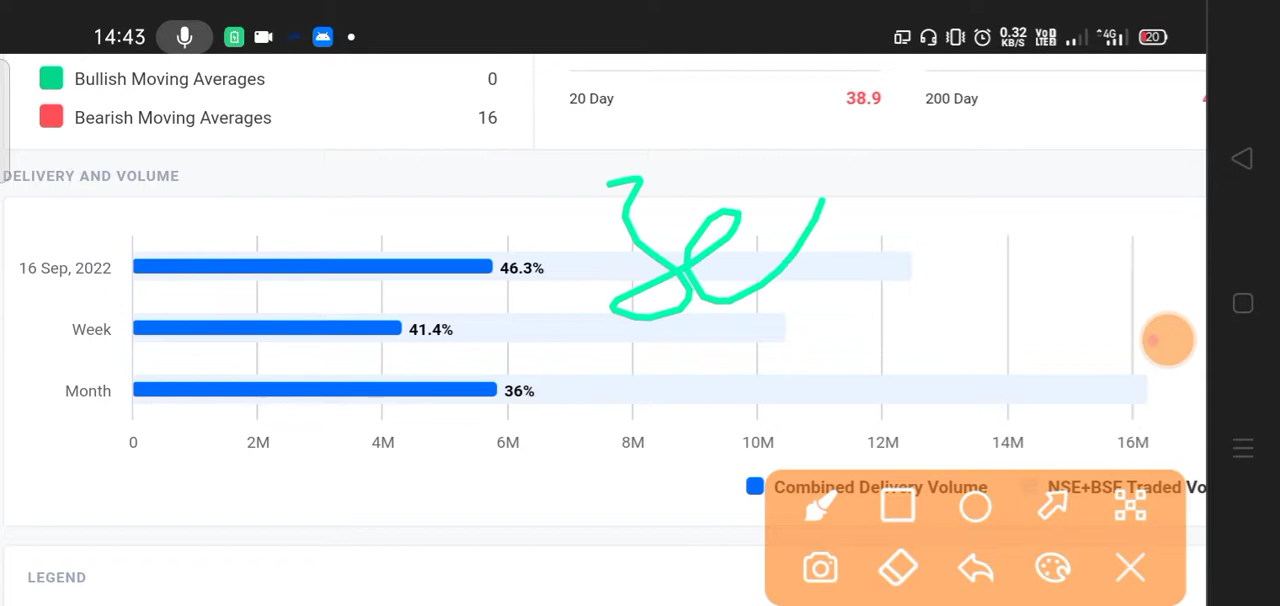 14:43 0.32 KB/S VoD LTE 4G 20
Bullish Moving Averages 0
20 Day 38.9 200 Day
Bearish Moving Averages 16
DELIVERY AND VOLUME
16 Sep, 2022 46.3%
Week 41.4%
Month 36%
0 2M 4M 6M 8M 10M 12M 14M 16M
Combined Delivery Volume NSE+BSE Traded Vo
LEGEND